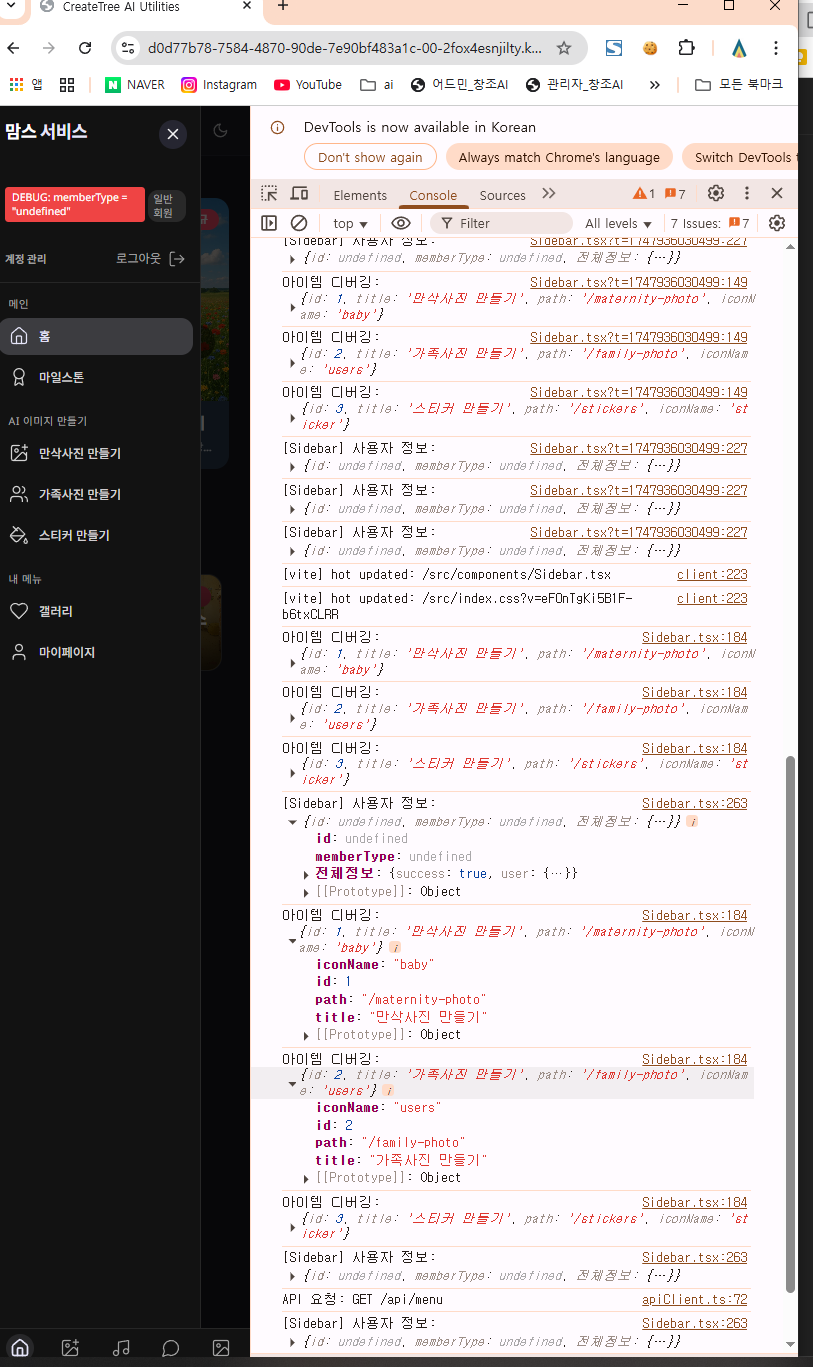 CreateTree AI Utilities
d0d77b78-7584-4870-90de-7e90bf483a1c-00-2fox4esnjilty.k...
앱
NAVER
Instagram
YouTube
ai
어드민_창조AI
관리자_창조AI
모든 북마크
맘스 서비스
DEBUG: memberType =
"undefined"
일반
회원
계정 관리
로그아웃
메인
홈
마일스톤
AI 이미지 만들기
만삭사진 만들기
가족사진 만들기
스티커 만들기
내 메뉴
갤러리
마이페이지
DevTools is now available in Korean
Don't show again
Always match Chrome's language
Switch DevTools t
Elements
Console
Sources
1
7
top
Filter
All levels
7 Issues:
7
[Sidebar] 사용자 정보: Sidebar.tsx?t=1747936030499:227
{id: undefined, memberType: undefined, 전체정보: {…}}
아이템 디버깅: Sidebar.tsx?t=1747936030499:149
{id: 1, title: '만삭사진 만들기', path: '/maternity-photo', iconN
ame: 'baby'}
아이템 디버깅: Sidebar.tsx?t=1747936030499:149
{id: 2, title: '가족사진 만들기', path: '/family-photo', iconNam
e: 'users'}
아이템 디버깅: Sidebar.tsx?t=1747936030499:149
{id: 3, title: '스티커 만들기', path: '/stickers', iconName: 'st
icker'}
[Sidebar] 사용자 정보: Sidebar.tsx?t=1747936030499:227
{id: undefined, memberType: undefined, 전체정보: {…}}
[Sidebar] 사용자 정보: Sidebar.tsx?t=1747936030499:227
{id: undefined, memberType: undefined, 전체정보: {…}}
[Sidebar] 사용자 정보: Sidebar.tsx?t=1747936030499:227
{id: undefined, memberType: undefined, 전체정보: {…}}
[vite] hot updated: /src/components/Sidebar.tsx client:223
[vite] hot updated: /src/index.css?v=eFOnTgKi5B1F- client:223
b6txCLRR
아이템 디버깅: Sidebar.tsx:184
{id: 1, title: '만삭사진 만들기', path: '/maternity-photo', iconN
ame: 'baby'}
아이템 디버깅: Sidebar.tsx:184
{id: 2, title: '가족사진 만들기', path: '/family-photo', iconNam
e: 'users'}
아이템 디버깅: Sidebar.tsx:184
{id: 3, title: '스티커 만들기', path: '/stickers', iconName: 'st
icker'}
[Sidebar] 사용자 정보: Sidebar.tsx:263
{id: undefined, memberType: undefined, 전체정보: {…}}
id: undefined
memberType: undefined
전체정보: {success: true, user: {…}}
[[Prototype]]: Object
아이템 디버깅: Sidebar.tsx:184
{id: 1, title: '만삭사진 만들기', path: '/maternity-photo', iconN
ame: 'baby'}
iconName: "baby"
id: 1
path: "/maternity-photo"
title: "만삭사진 만들기"
[[Prototype]]: Object
아이템 디버깅: Sidebar.tsx:184
{id: 2, title: '가족사진 만들기', path: '/family-photo', iconNam
e: 'users'}
iconName: "users"
id: 2
path: "/family-photo"
title: "가족사진 만들기"
[[Prototype]]: Object
아이템 디버깅: Sidebar.tsx:184
{id: 3, title: '스티커 만들기', path: '/stickers', iconName: 'st
icker'}
[Sidebar] 사용자 정보: Sidebar.tsx:263
{id: undefined, memberType: undefined, 전체정보: {…}}
API 요청: GET /api/menu apiClient.ts:72
[Sidebar] 사용자 정보: Sidebar.tsx:263
{id: undefined, memberType: undefined, 전체정보: {…}}